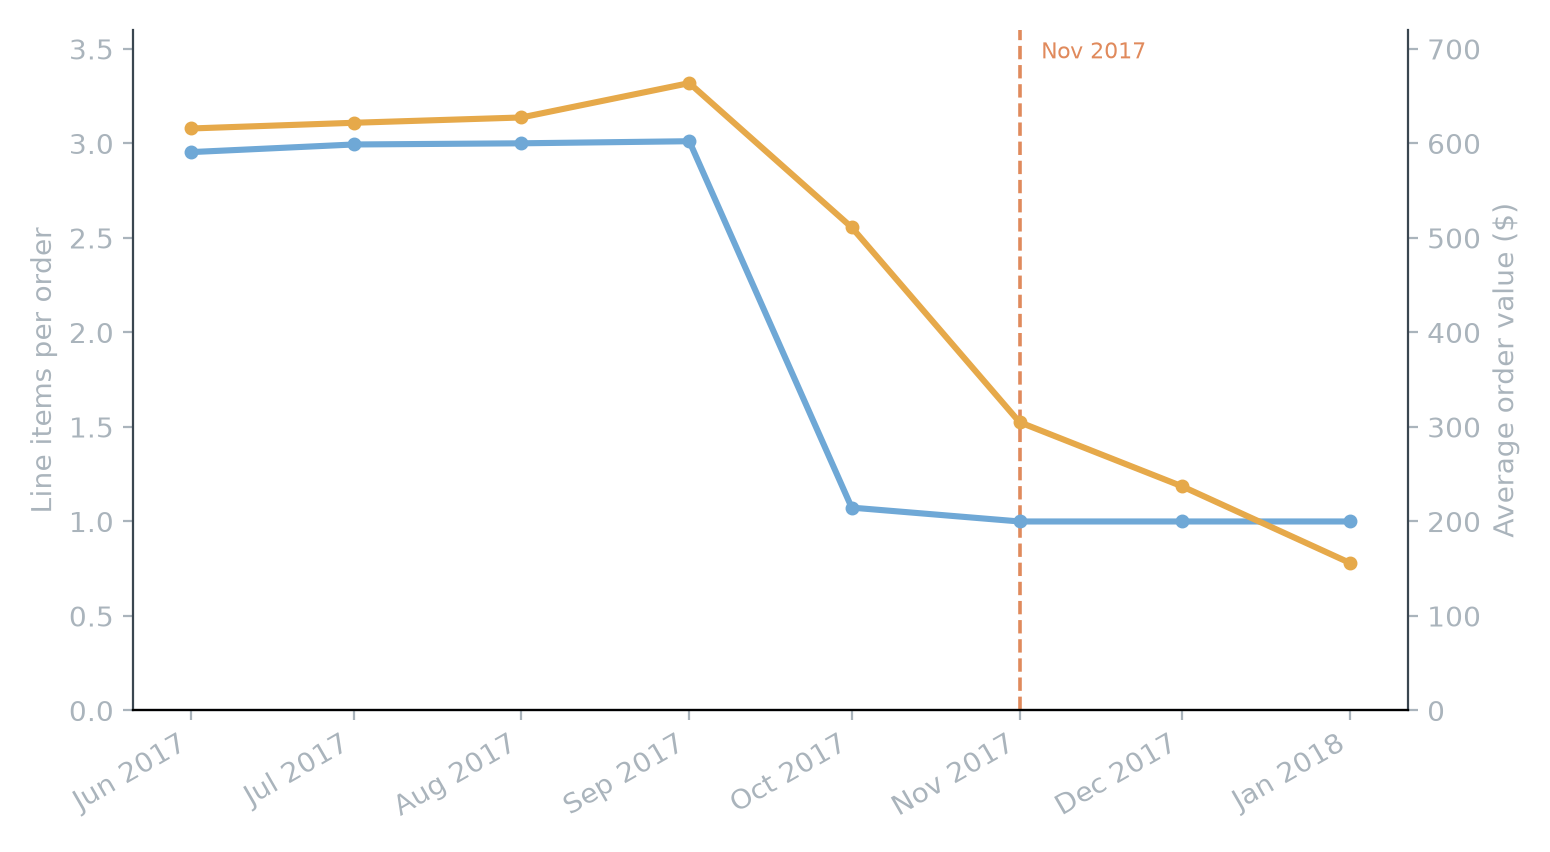 Nov 2017
3.5
3.0
2.5
2.0
1.5
1.0
0.5
0.0
Line items per order
700
600
500
400
300
200
100
0
Average order value ($)
Jun 2017
Jul 2017
Aug 2017
Sep 2017
Oct 2017
Nov 2017
Dec 2017
Jan 2018